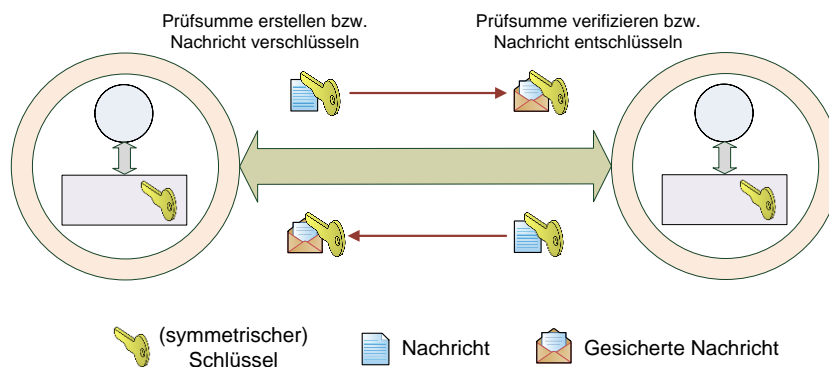 Prüfsumme erstellen bzw.
Nachricht verschlüsseln
Prüfsumme verifizieren bzw.
Nachricht entschlüsseln
(symmetrischer)
Schlüssel
Nachricht
Gesicherte Nachricht